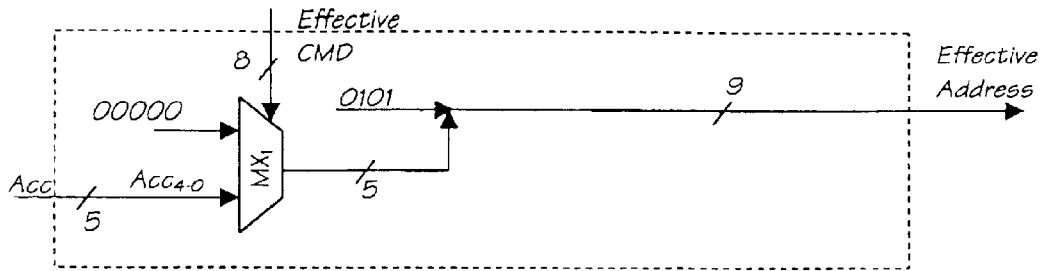 Effective
CMD
8
Effective
Address
00000
0101
9
MX1
Acc
Acc4-0
5
5